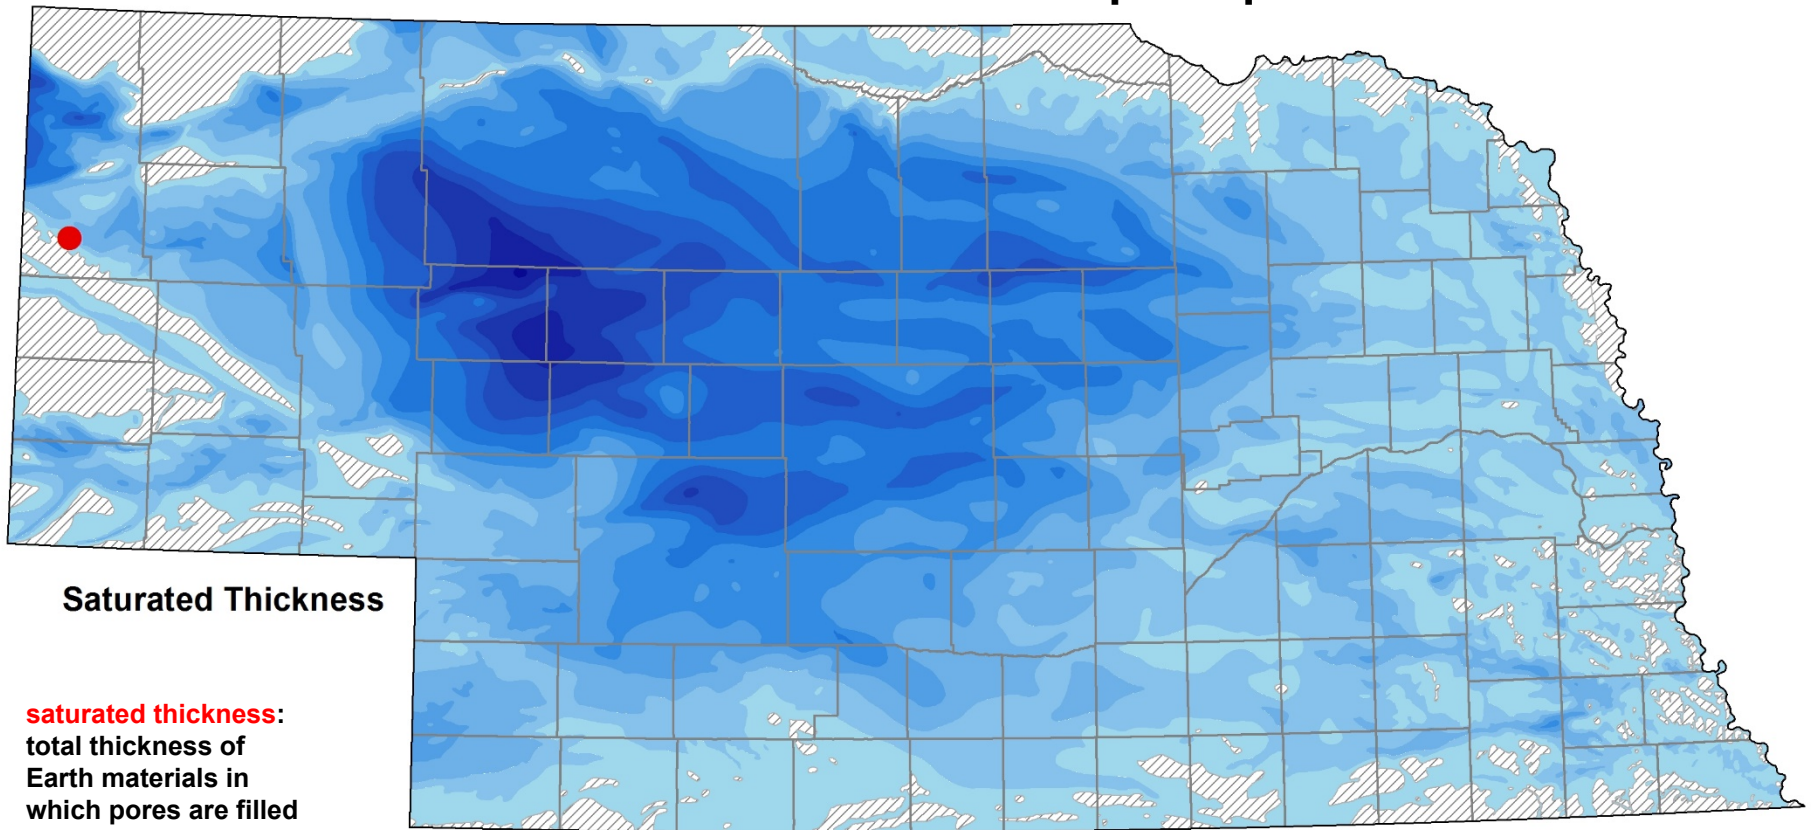 Saturated Thickness
saturated thickness:
total thickness of
Earth materials in
which pores are filled